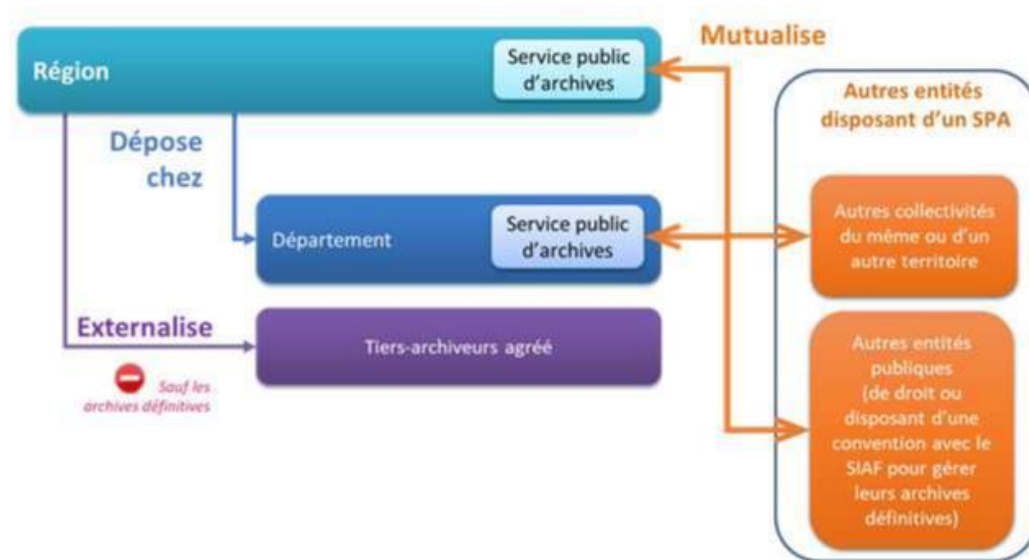 Mutualise
Région
Service public
d'archives
Autres entités
disposant d'un SPA
Dépose
chez
Département
Service public
d'archives
Autres collectivités
du même ou d'un
autre territoire
Externalise
Tiers-archiveurs agréé
Sauf les
archives définitives
Autres entités
publiques
(de droit ou
disposant d'une
convention avec le
SIAF pour gérer
leurs archives
définitives)